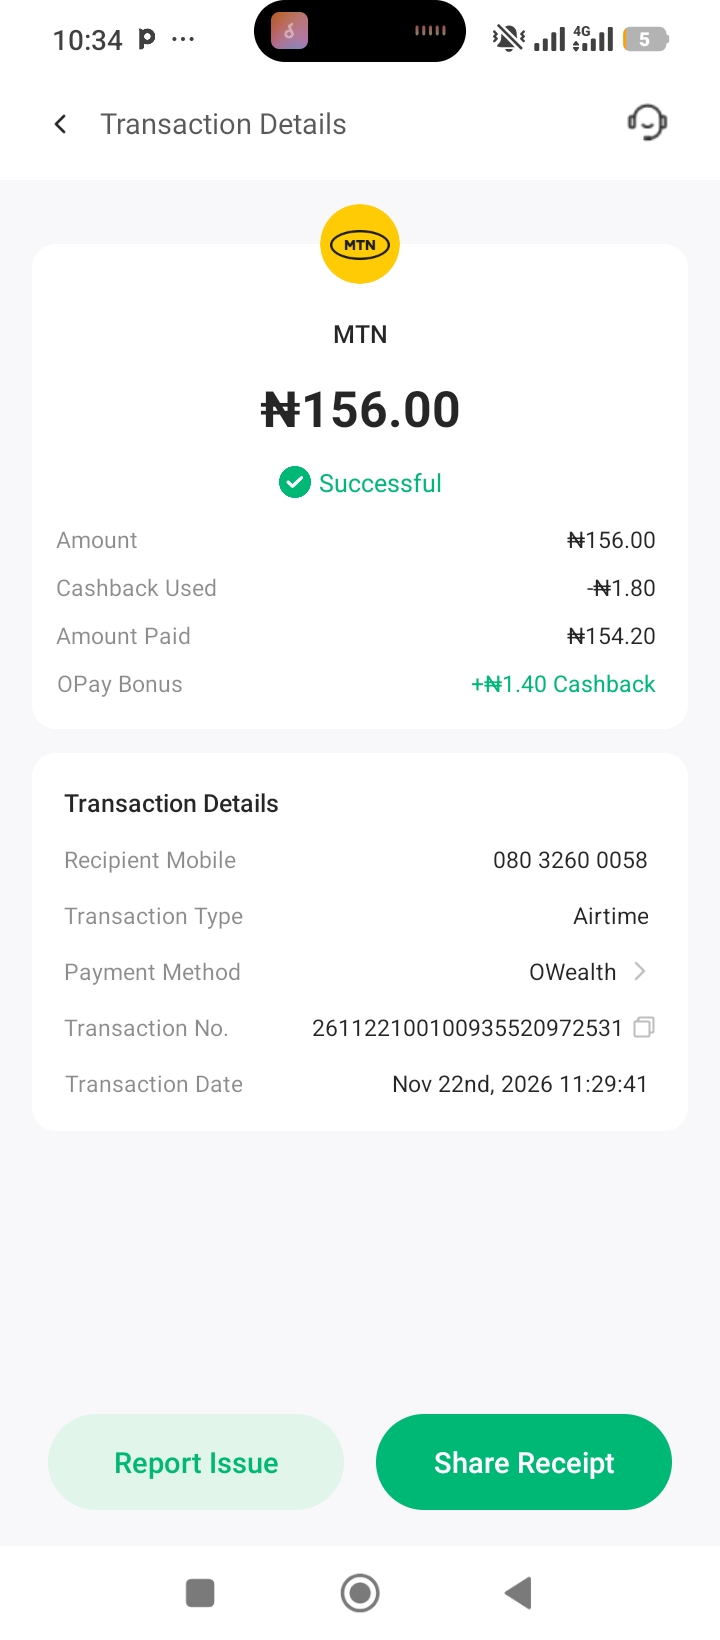 10:34
4G
5
Transaction Details
MTN
MTN
₦156.00
Successful
Amount ₦156.00
Cashback Used -₦1.80
Amount Paid ₦154.20
OPay Bonus +₦1.40 Cashback
Transaction Details
Recipient Mobile 080 3260 0058
Transaction Type Airtime
Payment Method OWealth
Transaction No. 261122100100935520972531
Transaction Date Nov 22nd, 2026 11:29:41
Report Issue
Share Receipt